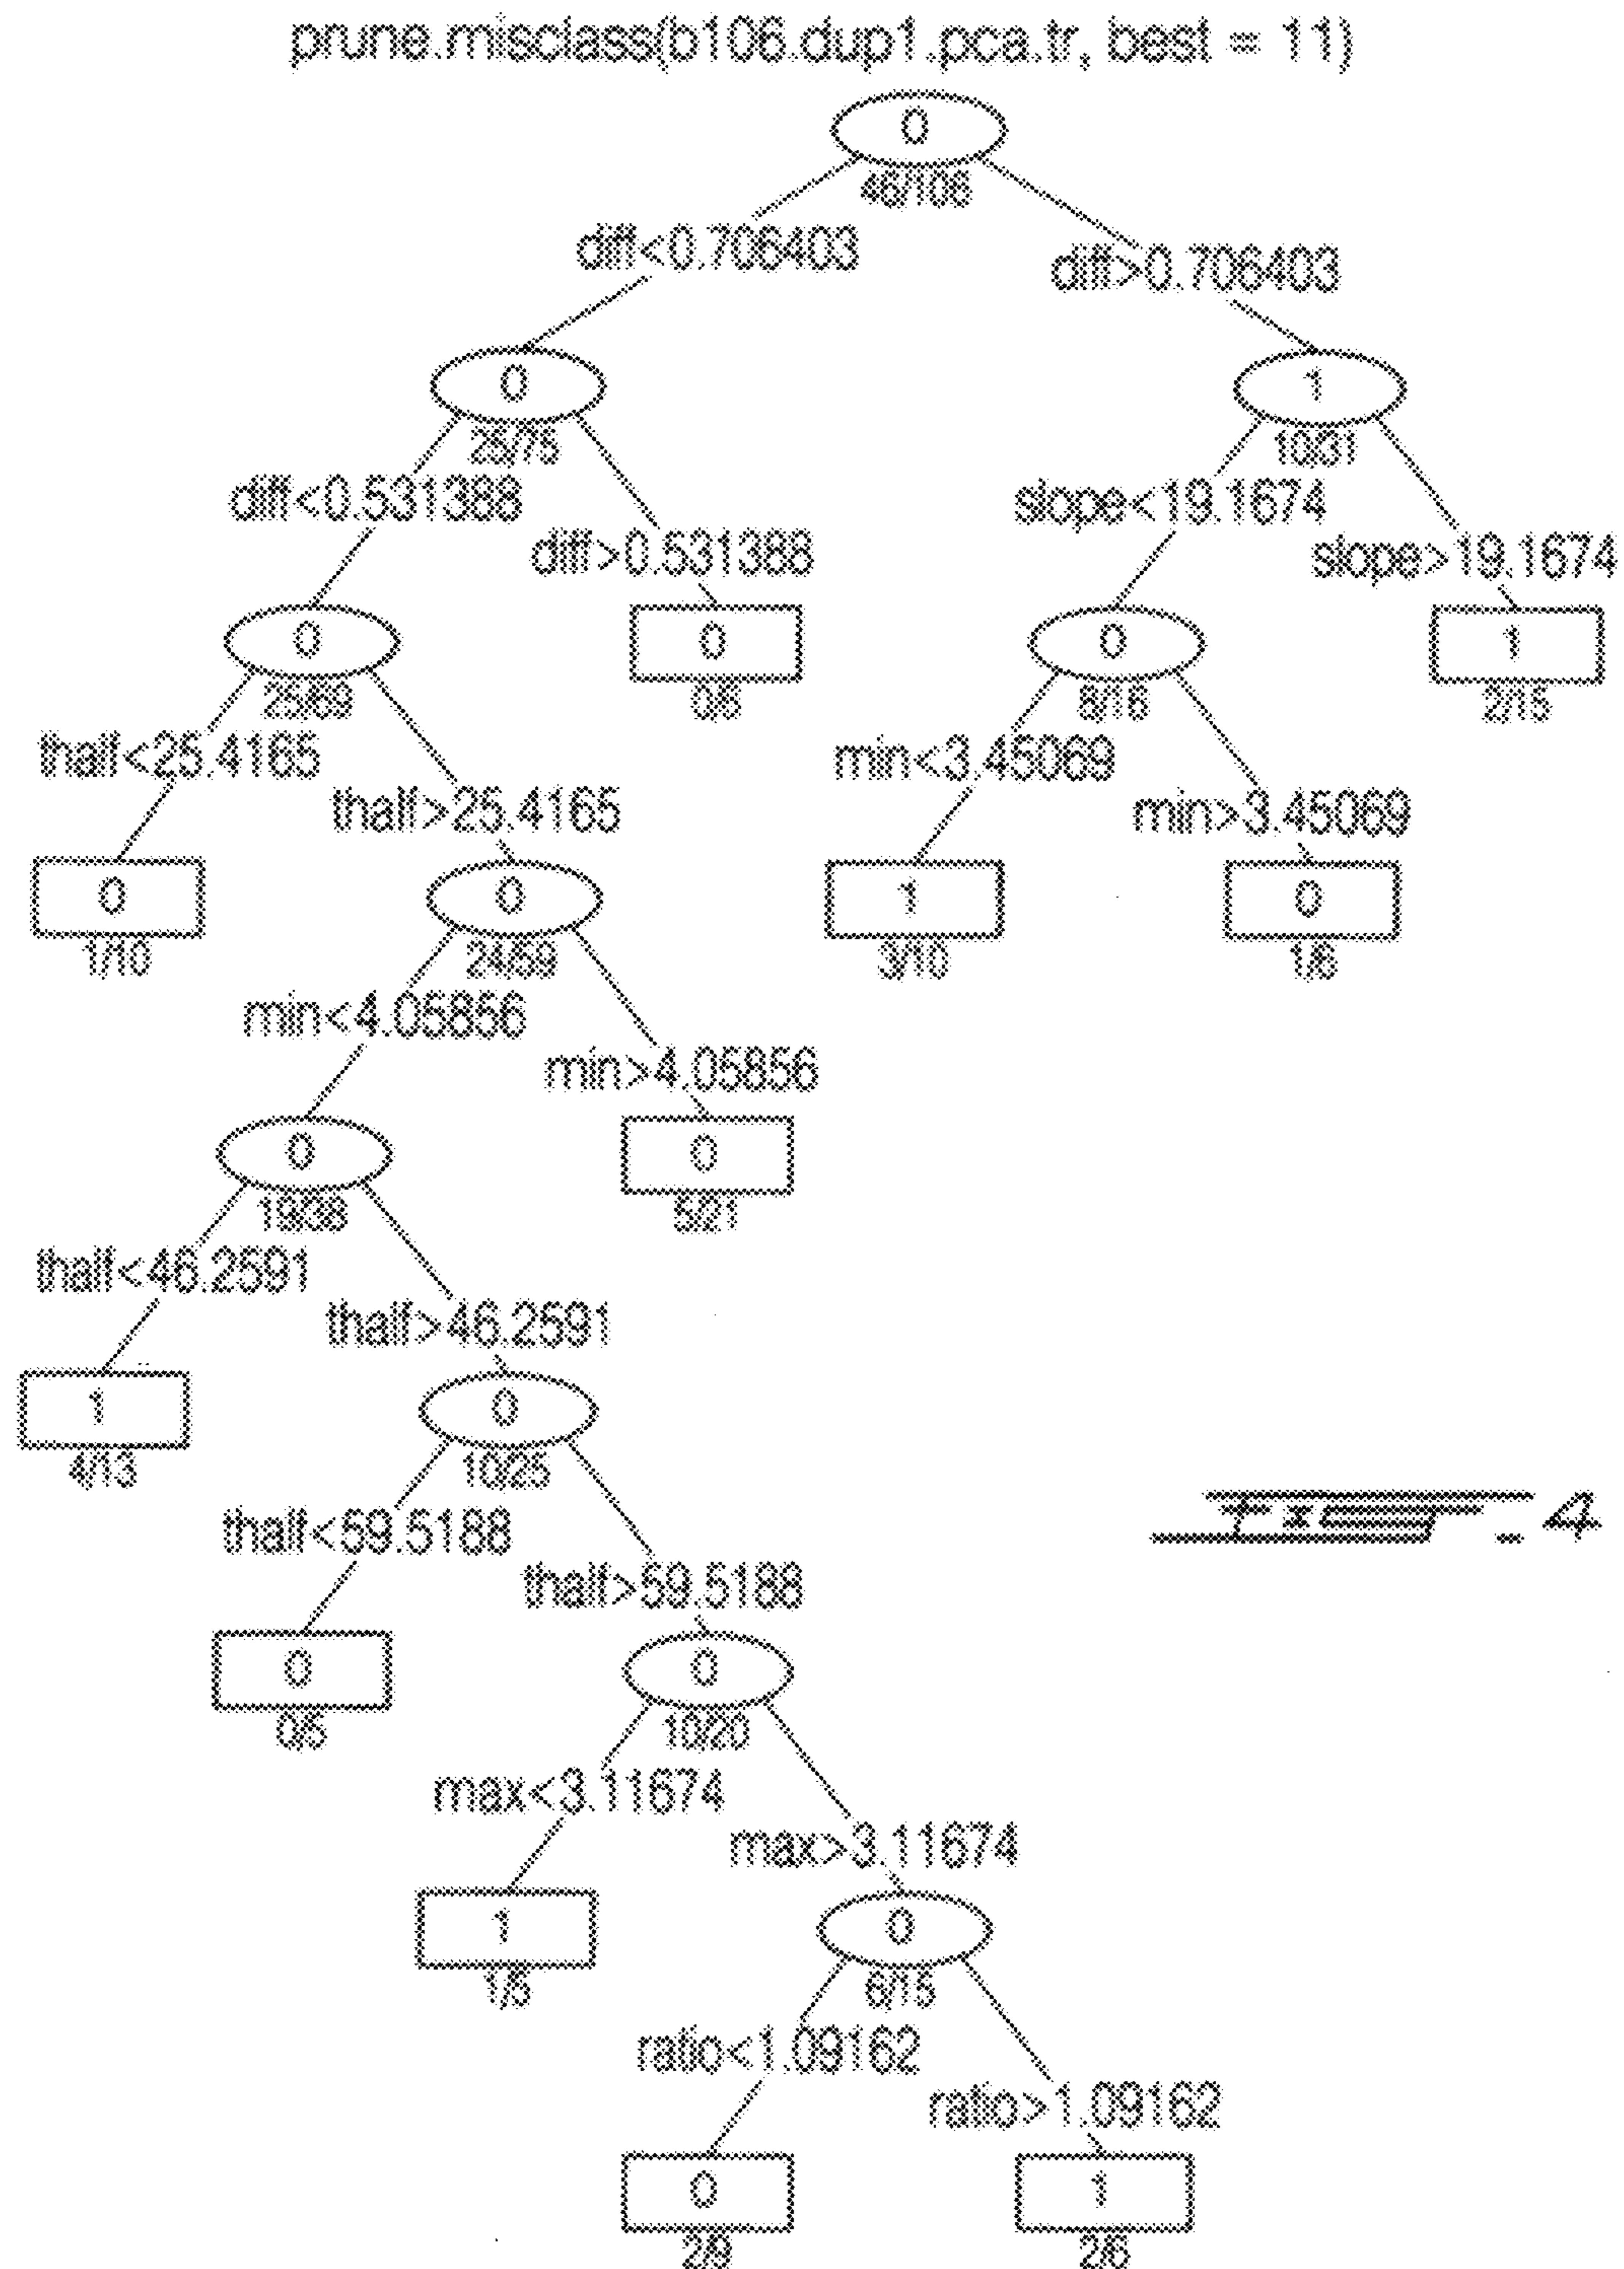 prune.misclass(b106.dup1.pca.tr, best = 11)
0
46/106
diff<0.706403
diff>0.706403
0
25/75
1
10/31
diff<0.531388
slope<19.1674
diff>0.531388
slope>19.1674
0
25/69
0
0/6
0
8/16
1
2/15
thalf<25.4165
min<3.45069
thalf>25.4165
min>3.45069
0
1/10
0
24/59
1
3/10
0
1/6
min<4.05856
min>4.05856
0
19/38
0
5/21
thalf<46.2591
thalf>46.2591
1
4/13
0
10/25
FIG. 4
thalf<59.5188
thalf>59.5188
0
0/5
0
10/20
max<3.11674
max>3.11674
1
1/5
0
6/15
ratio<1.09162
ratio>1.09162
0
2/9
1
2/6